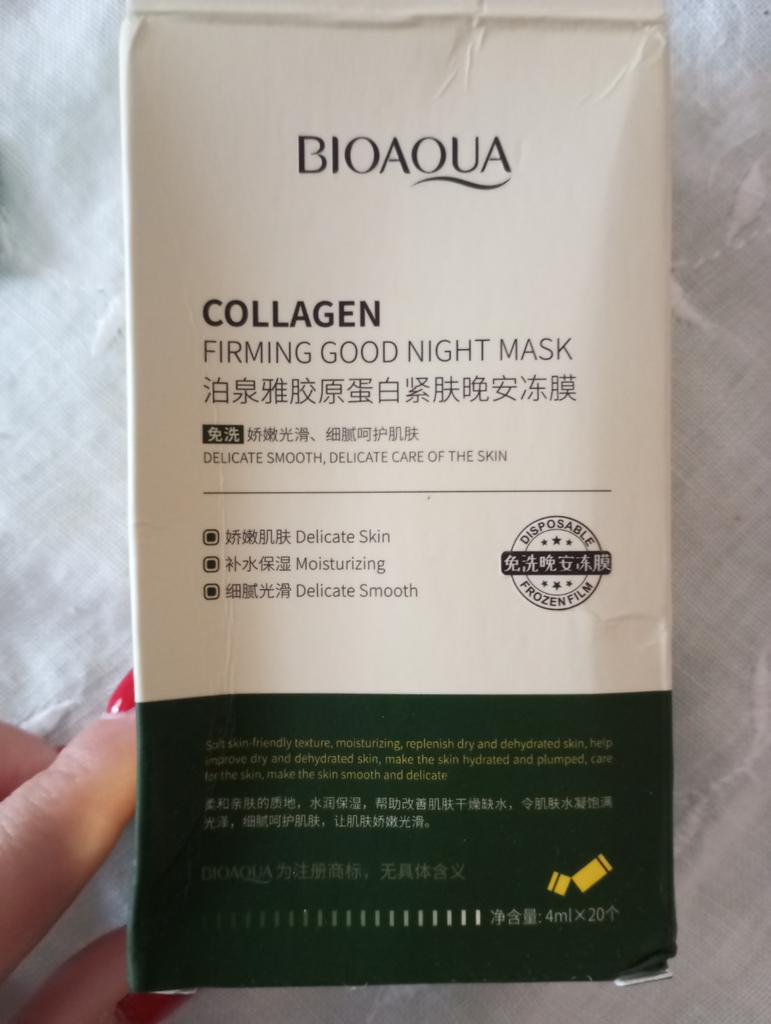 BIOAQUA
COLLAGEN
FIRMING GOOD NIGHT MASK
泊泉雅胶原蛋白紧肤晚安冻膜
免洗 娇嫩光滑、细腻呵护肌肤
DELICATE SMOOTH, DELICATE CARE OF THE SKIN
娇嫩肌肤 Delicate Skin
补水保湿 Moisturizing
细腻光滑 Delicate Smooth
DISPOSABLE
免洗晚安冻膜
FROZEN FILM
Soft skin-friendly texture, moisturizing, replenish dry and dehydrated skin, help
improve dry and dehydrated skin, make the skin hydrated and plumped, care
for the skin, make the skin smooth and delicate
柔和亲肤的质地，水润保湿，帮助改善肌肤干燥缺水，令肌肤水凝饱满
光泽，细腻呵护肌肤，让肌肤娇嫩光滑。
BIOAQUA 为注册商标，无具体含义
净含量: 4ml×20个